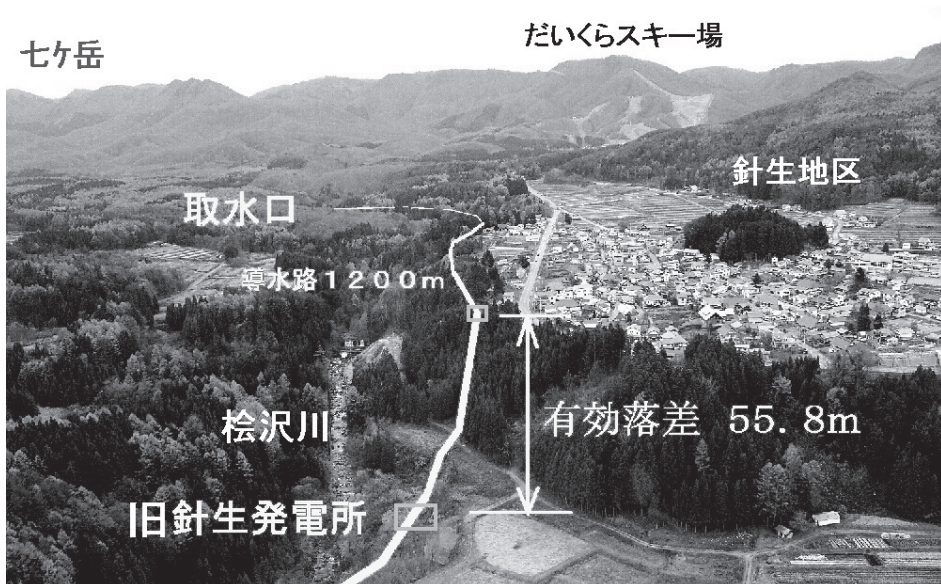 だいくらスキー場
七ケ岳
針生地区
取水口
導水路1200m
桧沢川
有効落差 55.8m
旧針生発電所